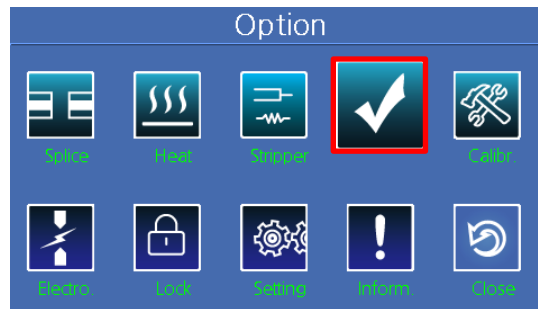 Option
Splice Heat Stripper Calibr.
Electro. Lock Setting Inform. Close